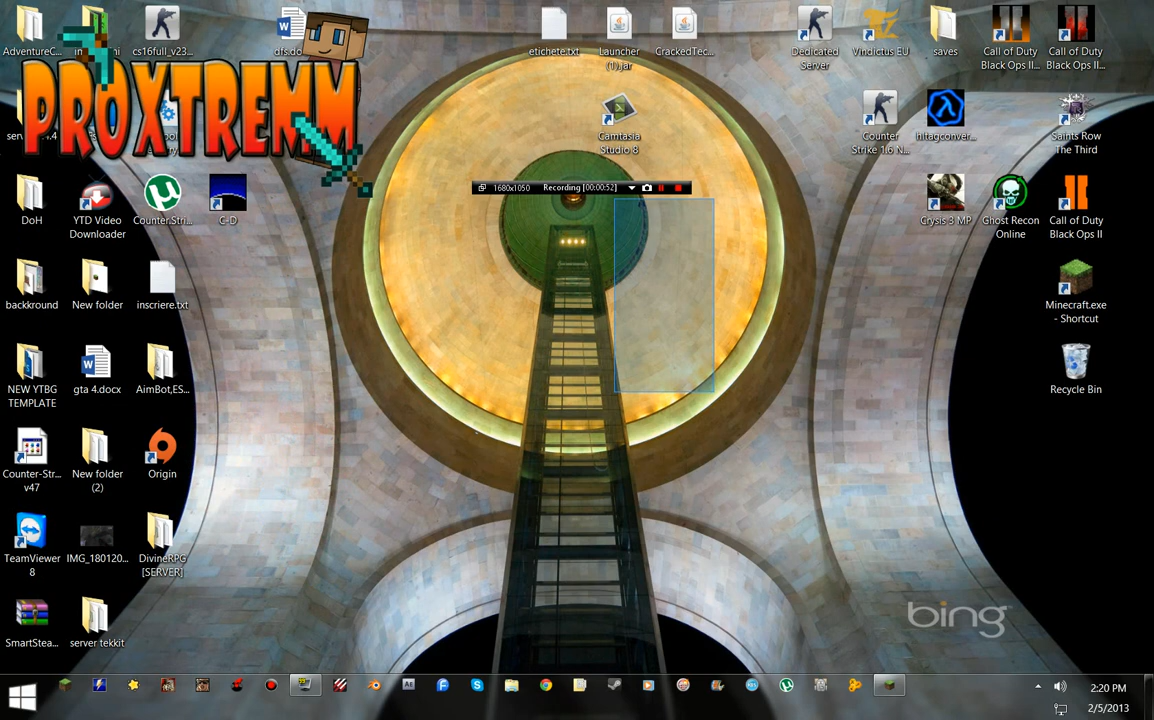 PROXTREMM
AdventureC...
cs16full_v23...
etichete.txt
Launcher
(1).jar
CrackedTec...
Dedicated
Server
Vindictus EU
saves
Call of Duty
Black Ops II...
Call of Duty
Black Ops II...
Camtasia
Studio 8
Counter
Strike 1.6 N...
Saints Row
The Third
1680x1050
Recording [00:00:52]
DoH
YTD Video
Downloader
Counter.Stri...
C-D
Crysis 3 MP
Ghost Recon
Online
Call of Duty
Black Ops II
backkround
New folder
inscriere.txt
Minecraft.exe
- Shortcut
NEW YTBG
TEMPLATE
gta 4.docx
AimBot,ES...
Recycle Bin
Counter-Str...
v47
New folder
(2)
Origin
TeamViewer
8
IMG_180120...
DivineRPG
[SERVER]
SmartStea...
server tekkit
bing
2:20 PM
2/5/2013